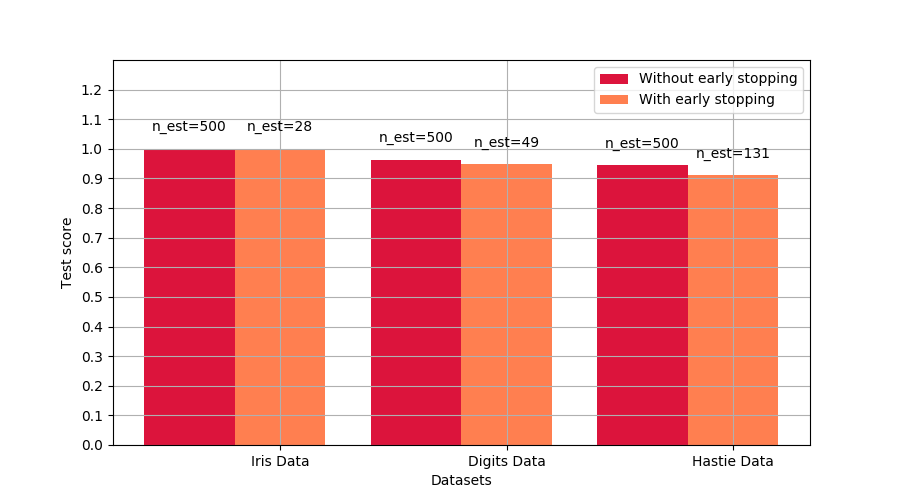 Without early stopping
With early stopping
n_est=500
n_est=28
n_est=500
n_est=49
n_est=500
n_est=131
Test score
1.2
1.1
1.0
0.9
0.8
0.7
0.6
0.5
0.4
0.3
0.2
0.1
0.0
Iris Data
Digits Data
Hastie Data
Datasets